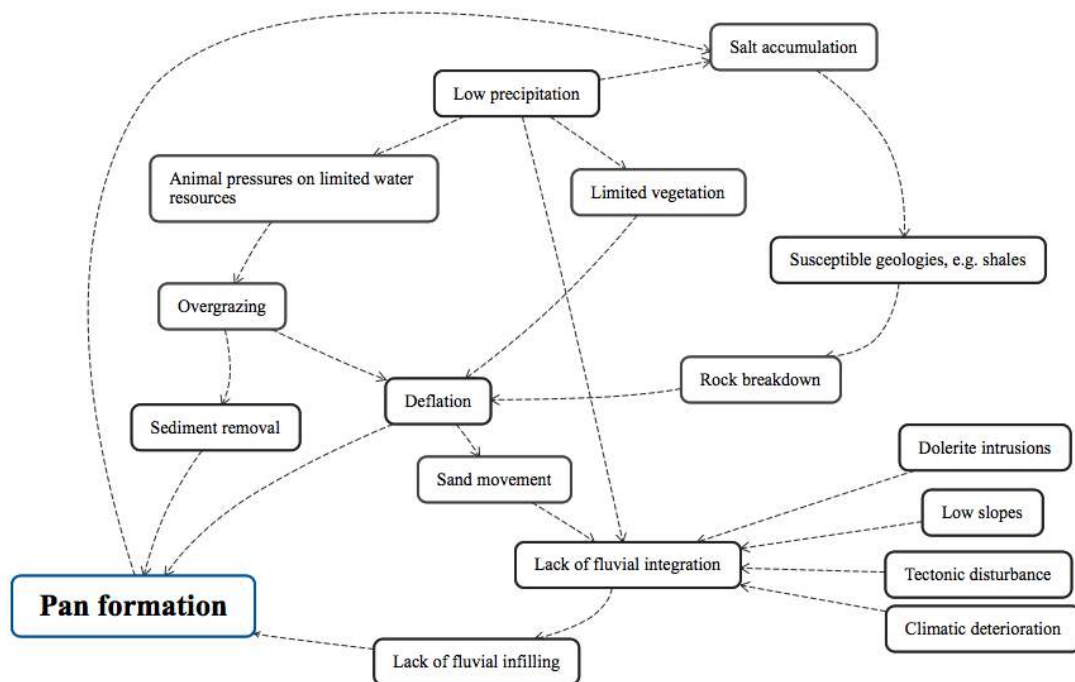 Salt accumulation
Low precipitation
Animal pressures on limited water
resources
Limited vegetation
Susceptible geologies, e.g. shales
Overgrazing
Rock breakdown
Deflation
Sediment removal
Dolerite intrusions
Sand movement
Low slopes
Lack of fluvial integration
Tectonic disturbance
Pan formation
Climatic deterioration
Lack of fluvial infilling